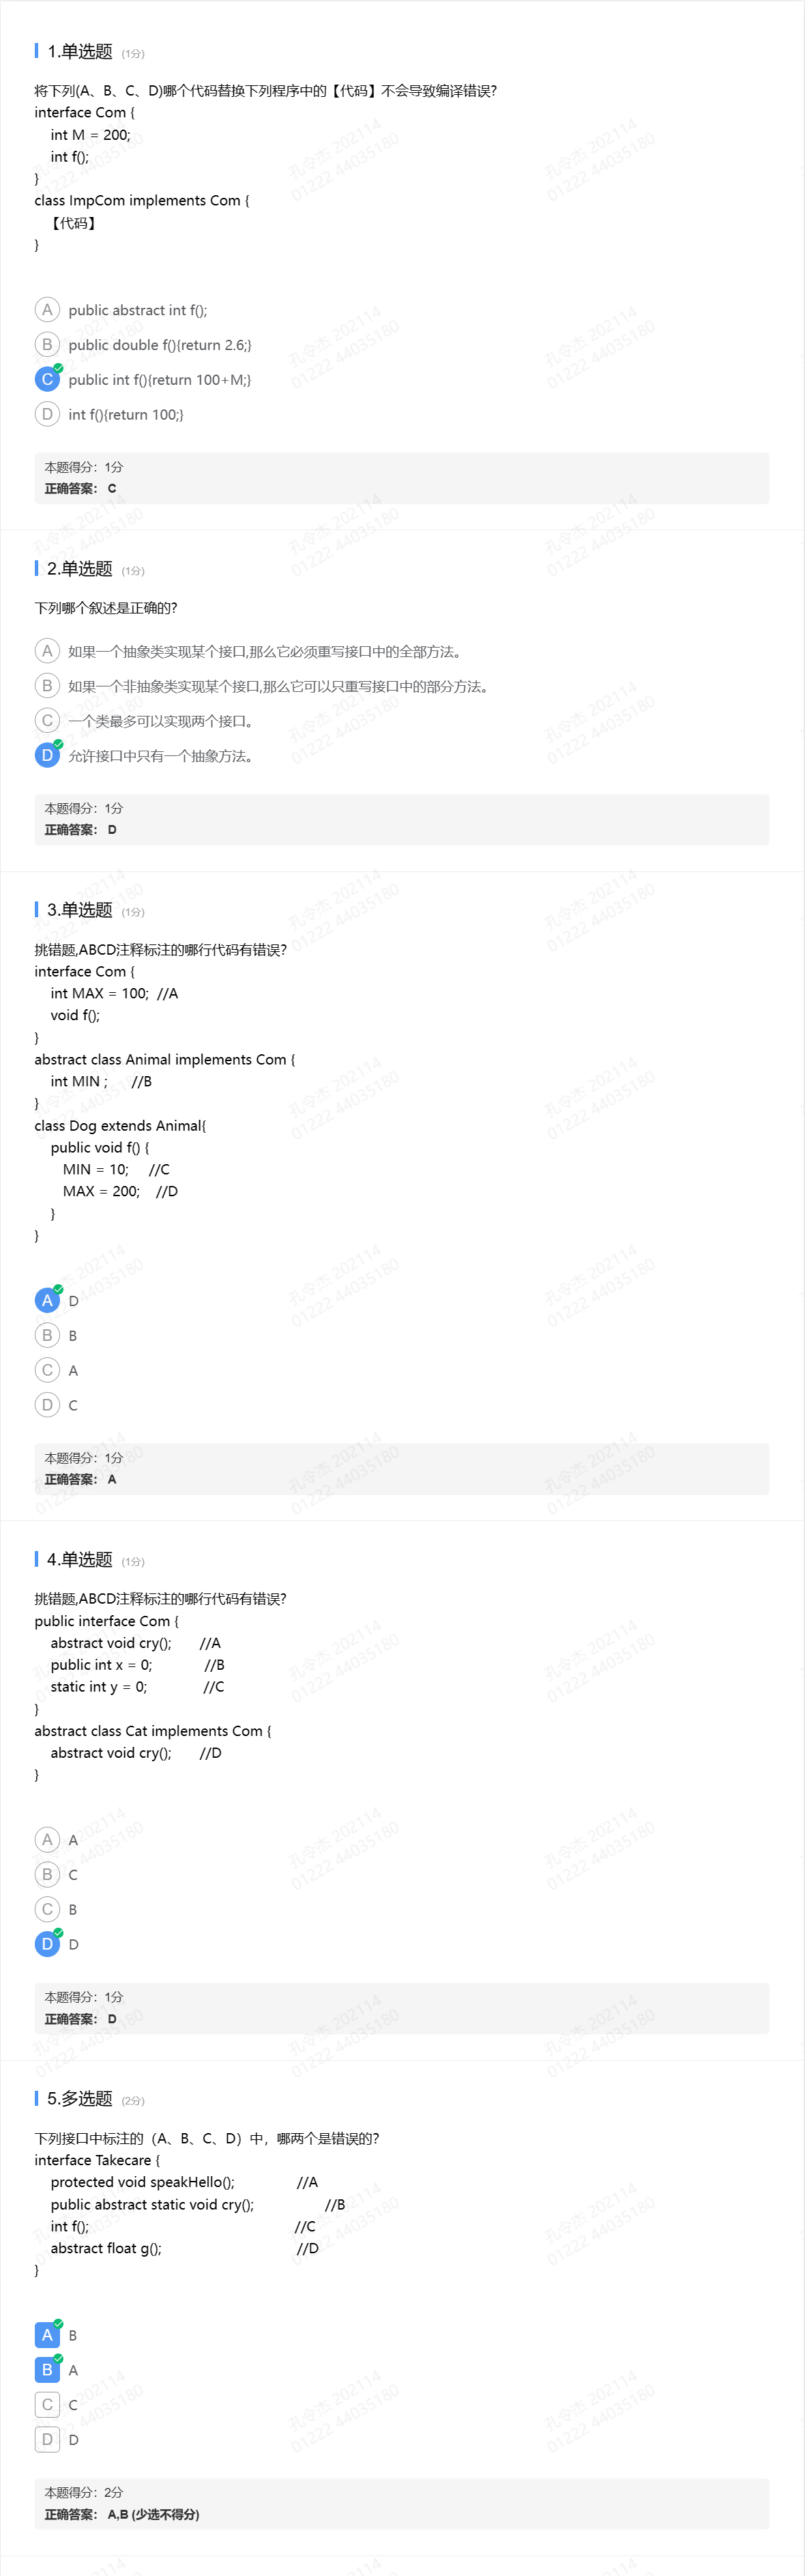 1.单选题 (1分)
将下列(A、B、C、D)哪个代码替换下列程序中的【代码】不会导致编译错误?
interface Com {
    int M = 200;
    int f();
}
class ImpCom implements Com {
    【代码】
}
A public abstract int f();
B public double f(){return 2.6;}
C public int f(){return 100+M;}
D int f(){return 100;}
本题得分：1分
正确答案： C
2.单选题 (1分)
下列哪个叙述是正确的?
A 如果一个抽象类实现某个接口,那么它必须重写接口中的全部方法。
B 如果一个非抽象类实现某个接口,那么它可以只重写接口中的部分方法。
C 一个类最多可以实现两个接口。
D 允许接口中只有一个抽象方法。
本题得分：1分
正确答案： D
3.单选题 (1分)
挑错题,ABCD注释标注的哪行代码有错误?
interface Com {
    int MAX = 100;  //A
    void f();
}
abstract class Animal implements Com {
    int MIN ;      //B
}
class Dog extends Animal{
    public void f() {
       MIN = 10;     //C
       MAX = 200;    //D
    }
}
A D
B B
C A
D C
本题得分：1分
正确答案： A
4.单选题 (1分)
挑错题,ABCD注释标注的哪行代码有错误?
public interface Com {
    abstract void cry();       //A
    public int x = 0;             //B
    static int y = 0;              //C
}
abstract class Cat implements Com {
    abstract void cry();       //D
}
A A
B C
C B
D D
本题得分：1分
正确答案： D
5.多选题 (2分)
下列接口中标注的（A、B、C、D）中，哪两个是错误的?
interface Takecare {
    protected void speakHello();               //A
    public abstract static void cry();                 //B
    int f();                                                   //C
    abstract float g();                                 //D
}
A B
B A
C C
D D
本题得分：2分
正确答案： A,B (少选不得分)
孔令杰 202114
01222 44035180